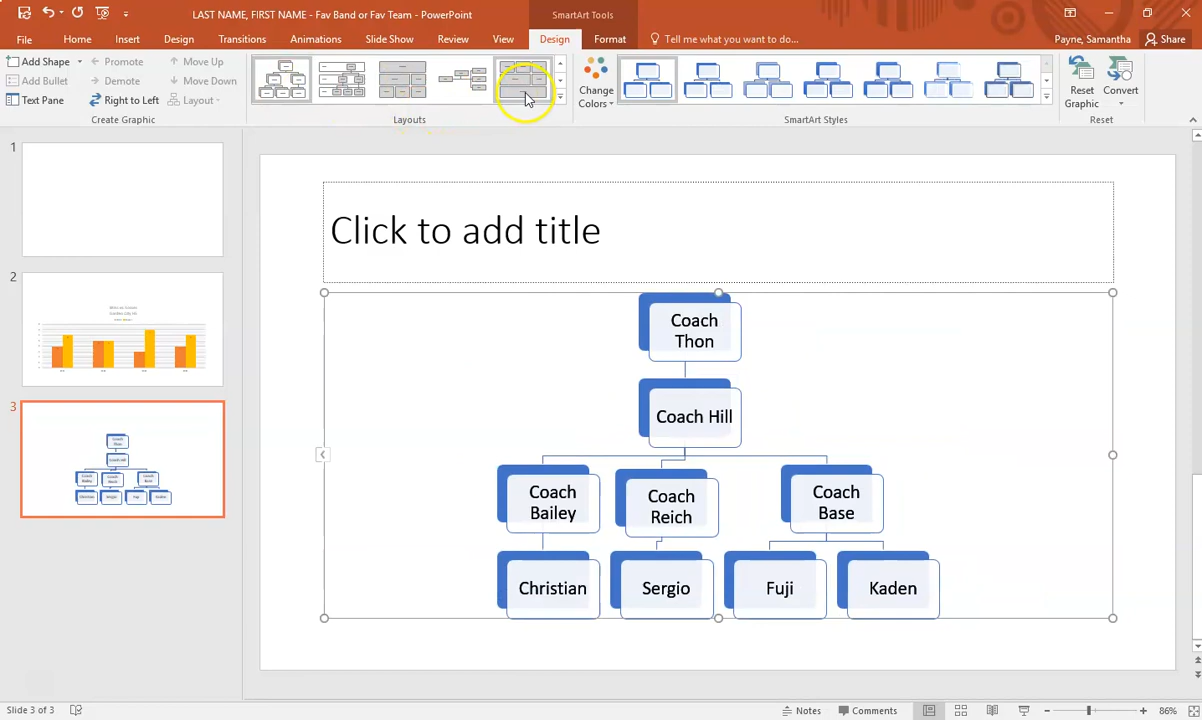 LAST NAME, FIRST NAME - Fav Band or Fav Team - PowerPoint
SmartArt Tools
File Home Insert Design Transitions Animations Slide Show Review View Design Format Tell me what you want to do... Payne, Samantha Share
Add Shape Promote Move Up
Add Bullet Demote Move Down
Text Pane Right to Left Layout
Create Graphic
Layouts
Change Colors
SmartArt Styles
Reset Graphic
Convert
Reset
1
2
3
Click to add title
Coach
Thon
Coach Hill
Coach
Bailey
Coach
Reich
Coach
Base
Christian
Sergio
Fuji
Kaden
Slide 3 of 3
Notes
Comments
86%